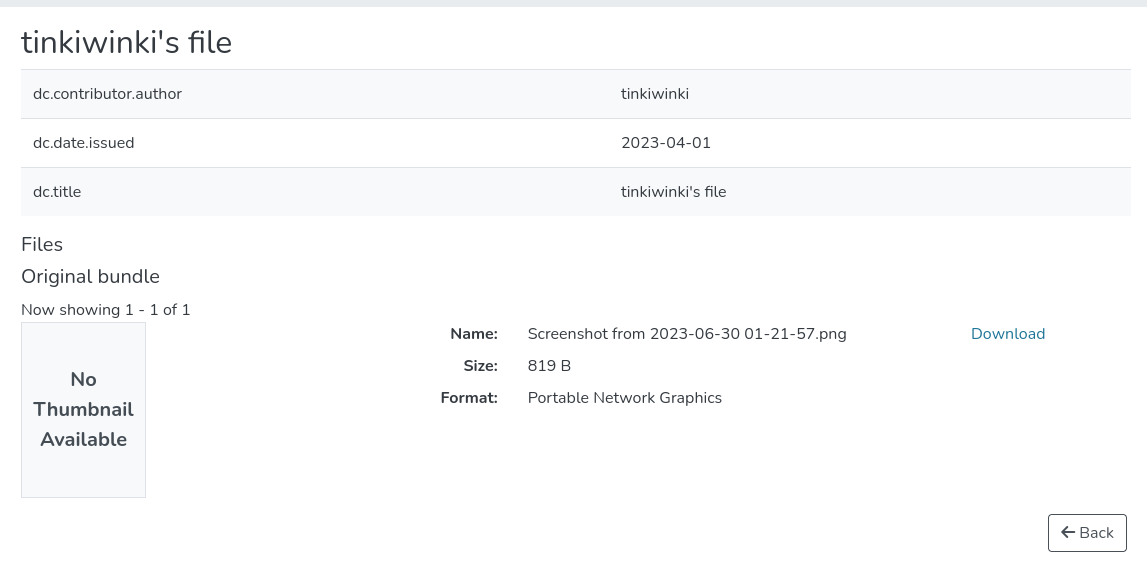 tinkiwinki's file
dc.contributor.author tinkiwinki
dc.date.issued 2023-04-01
dc.title tinkiwinki's file
Files
Original bundle
Now showing 1 - 1 of 1
No
Thumbnail
Available
Name: Screenshot from 2023-06-30 01-21-57.png Download
Size: 819 B
Format: Portable Network Graphics
Back